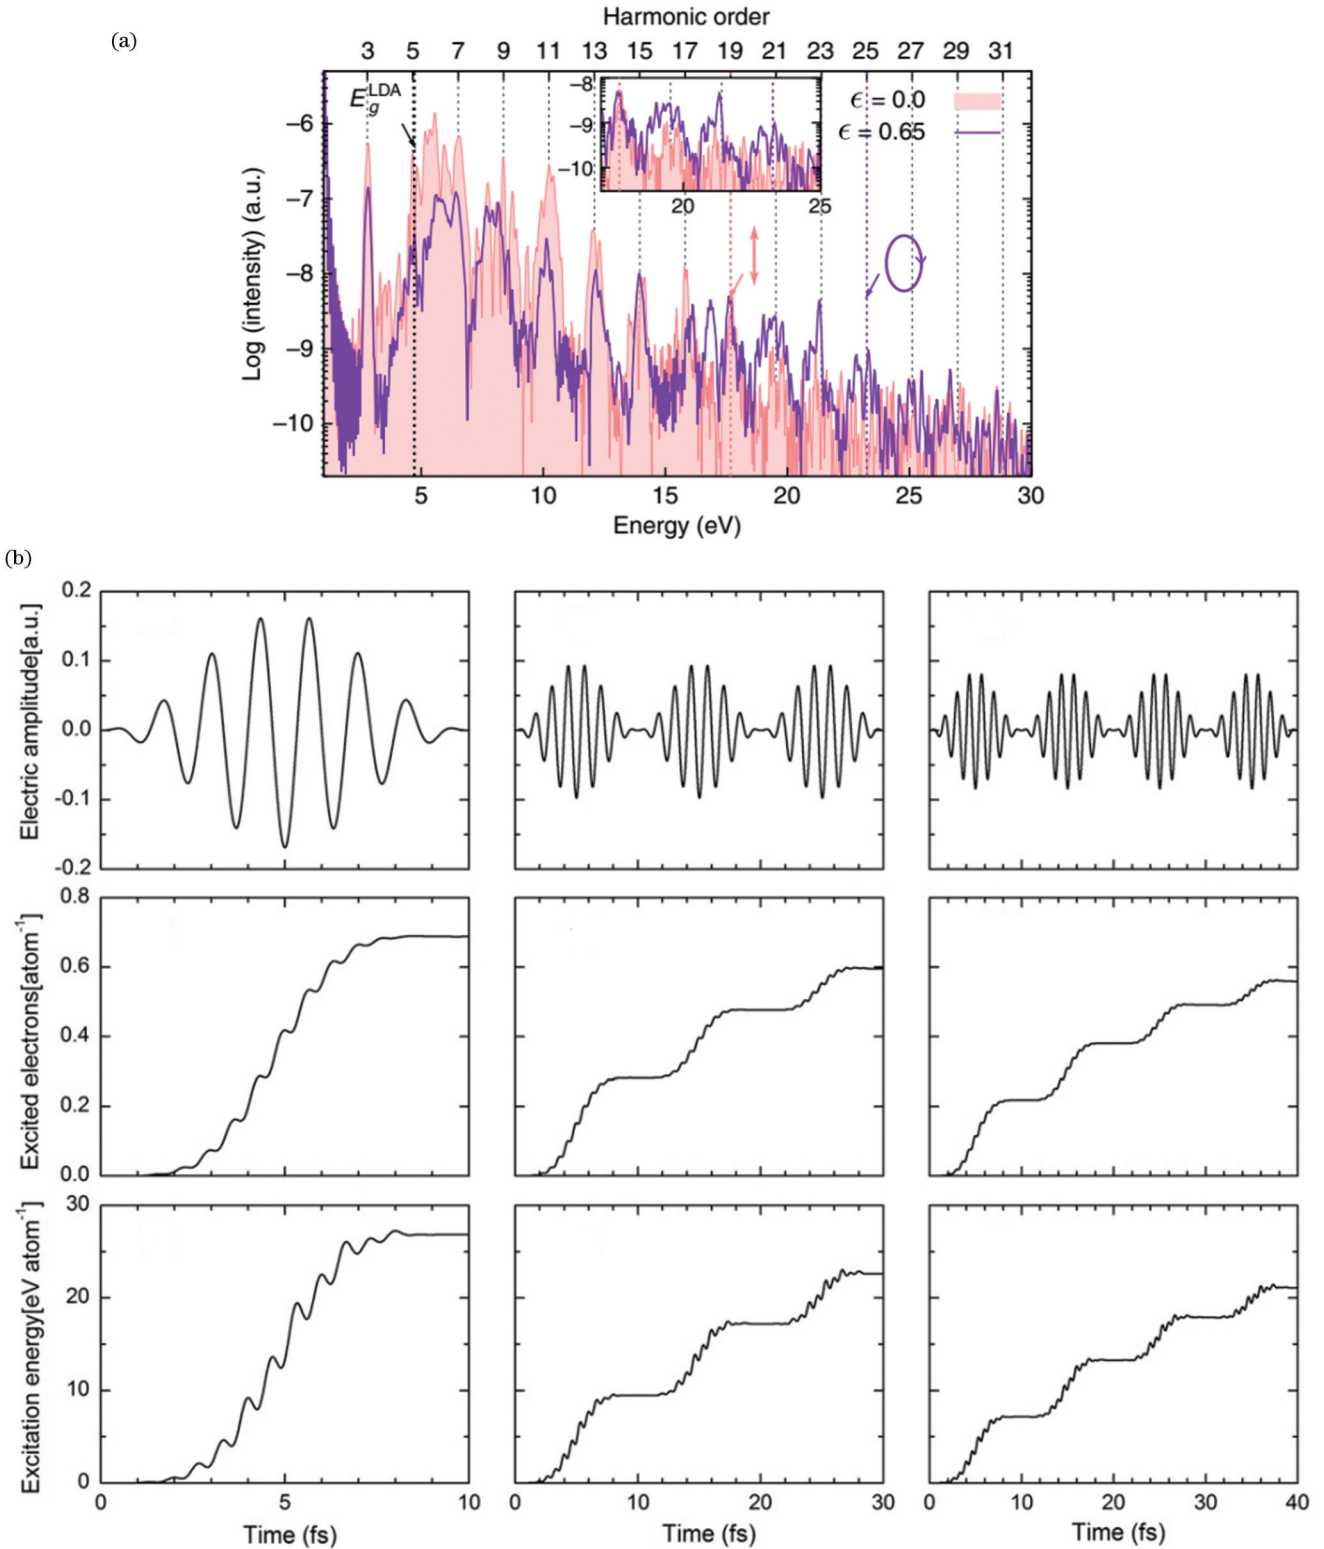 (a)
Harmonic order
3 5 7 9 11 13 15 17 19 21 23 25 27 29 31
E_g^LDA
−8
−9
−10
20 25
ϵ = 0.0
ϵ = 0.65
Log (intensity) (a.u.)
−6
−7
−8
−9
−10
5 10 15 20 25 30
Energy (eV)
(b)
Electric amplitude[a.u.]
0.2
0.1
0.0
-0.1
-0.2
Excited electrons[atom⁻¹]
0.8
0.6
0.4
0.2
0.0
Excitation energy[eV atom⁻¹]
30
20
10
0
0 5 10
Time (fs)
0 10 20 30
Time (fs)
0 10 20 30 40
Time (fs)